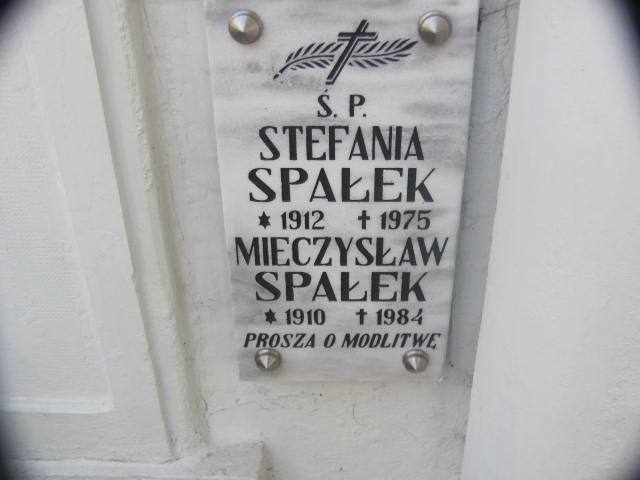 Ś. P.
STEFANIA
SPAŁEK
✶ 1912 ✝ 1975
MIECZYSŁAW
SPAŁEK
✶ 1910 ✝ 1984
PROSZA O MODLITWĘ